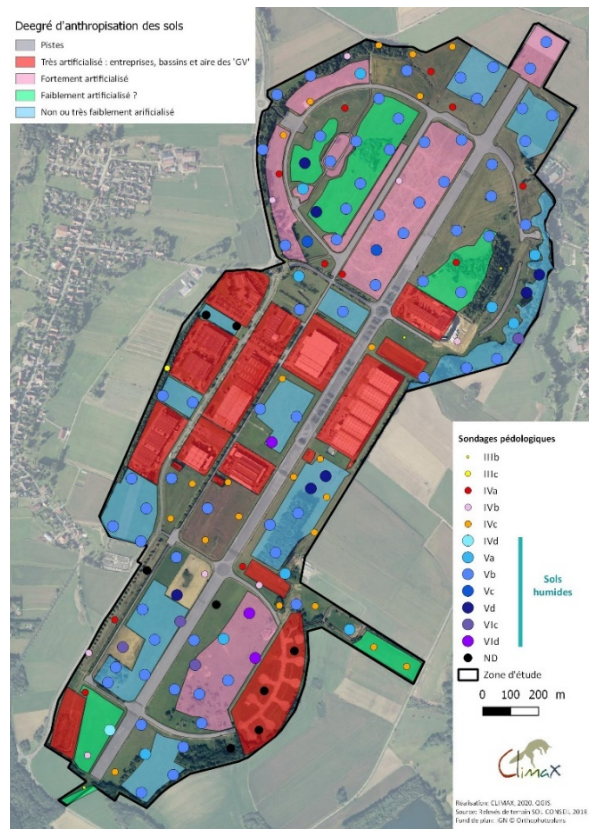 Deegré d'anthropisation des sols
Pistes
Très artificialisé : entreprises, bassins et aire des 'GV'
Fortement artificialisé
Faiblement artificialisé ?
Non ou très faiblement arificialisé
Sondages pédologiques
IIIb
IIIc
IVa
IVb
IVc
IVd
Va
Vb
Vc
Vd
VIc
VId
ND
Sols
humides
Zone d'étude
0 100 200 m
Climax
Réalisation: CLIMAX, 2020. QGIS.
Source: Relevés de terrain SOL CONSEIL 2018
Fond de plan: IGN © Orthophotoplans